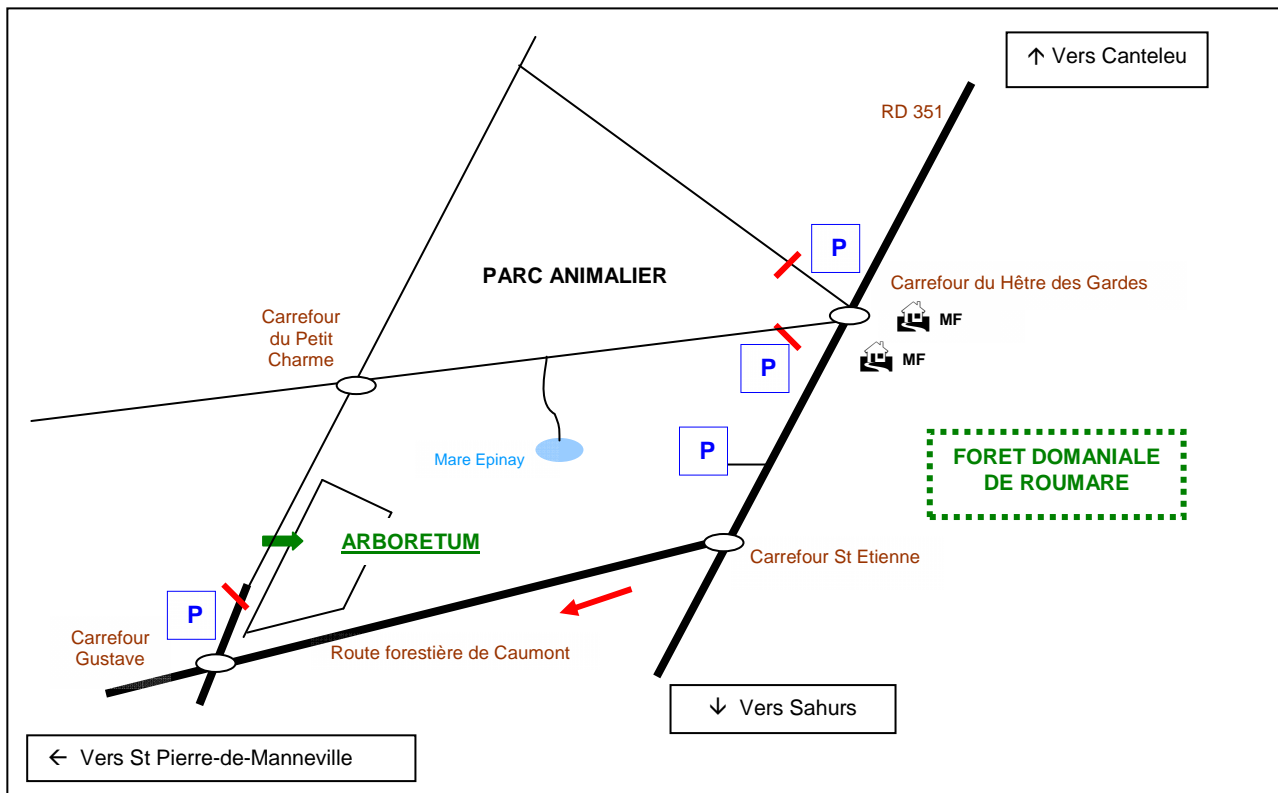 ↑ Vers Canteleu
RD 351
P
PARC ANIMALIER
Carrefour du Hêtre des Gardes
MF
Carrefour
du Petit
Charme
MF
P
P
Mare Epinay
FORET DOMANIALE
DE ROUMARE
ARBORETUM
Carrefour St Etienne
P
Carrefour
Gustave
Route forestière de Caumont
↓ Vers Sahurs
← Vers St Pierre-de-Manneville